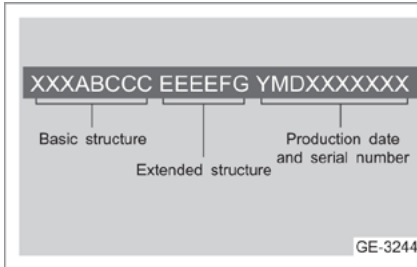 XXXABCCC EEEEFG YMDXXXXXXX
Basic structure
Production date
and serial number
Extended structure
GE-3244